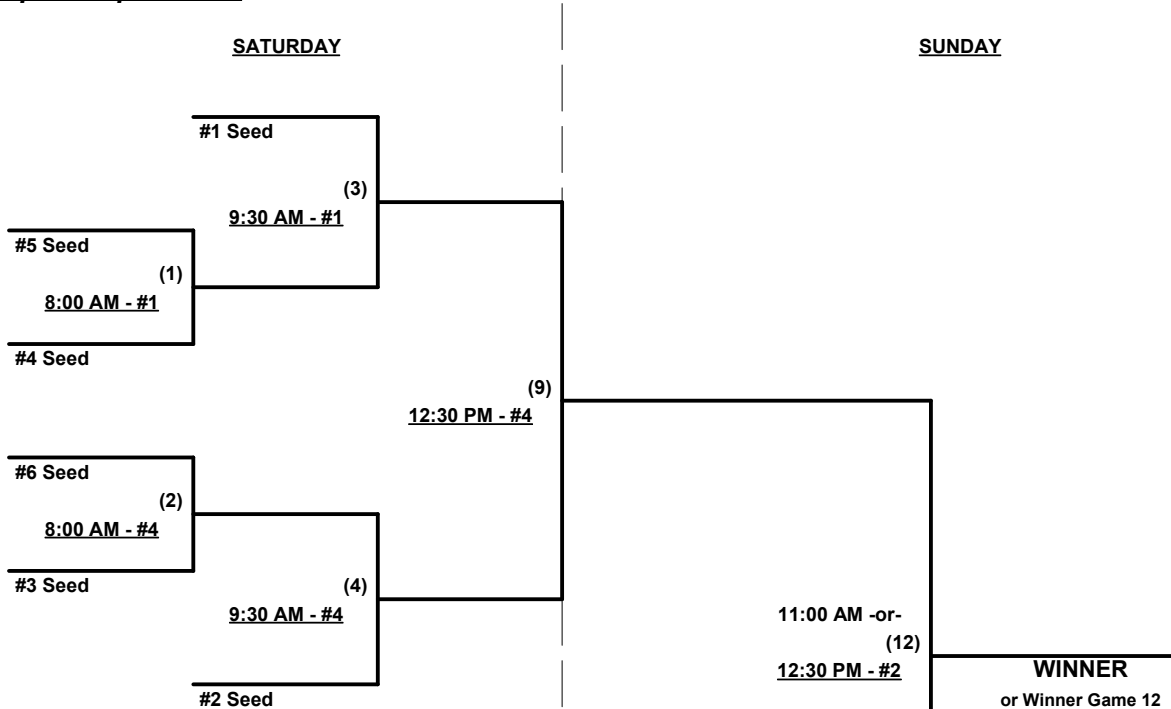 SATURDAY
SUNDAY
#1 Seed
(3)
9:30 AM - #1
#5 Seed
(1)
8:00 AM - #1
#4 Seed
(9)
12:30 PM - #4
#6 Seed
(2)
8:00 AM - #4
#3 Seed
(4)
9:30 AM - #4
11:00 AM -or-
(12)
12:30 PM - #2
WINNER
#2 Seed
or Winner Game 12